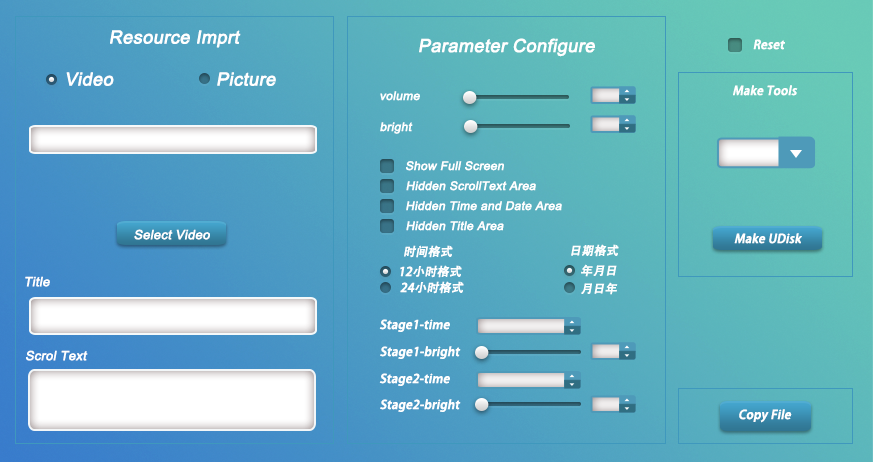 Resource Imprt
Video
Picture
Select Video
Title
Scrol Text
Parameter Configure
volume
bright
Show Full Screen
Hidden ScrollText Area
Hidden Time and Date Area
Hidden Title Area
时间格式
日期格式
12小时格式
年月日
24小时格式
月日年
Stage1-time
Stage1-bright
Stage2-time
Stage2-bright
Reset
Make Tools
Make UDisk
Copy File